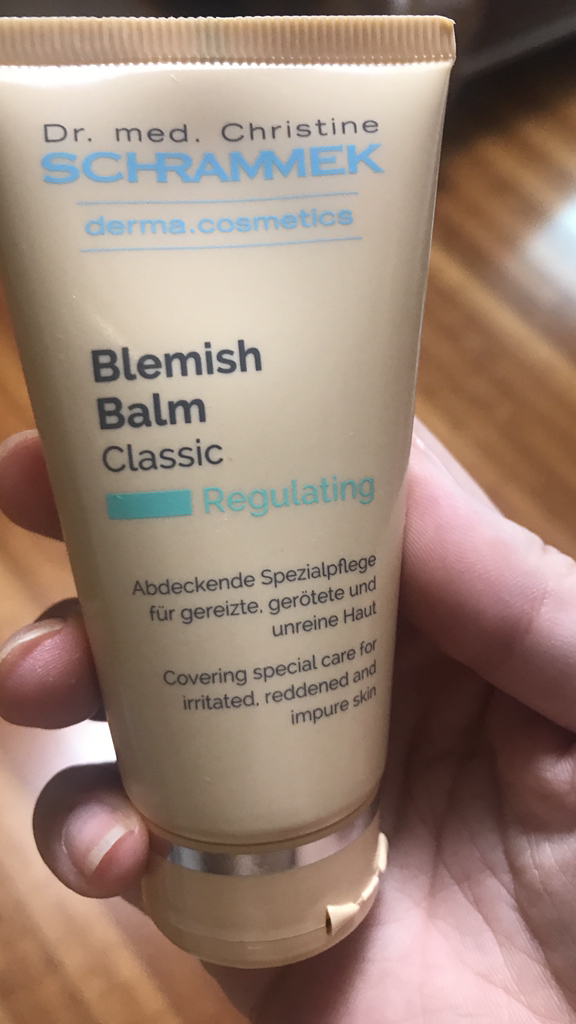 Dr. med. Christine
SCHRAMMEK
derma.cosmetics
Blemish
Balm
Classic
Regulating
Abdeckende Spezialpflege
für gereizte, gerötete und
unreine Haut
Covering special care for
irritated, reddened and
impure skin